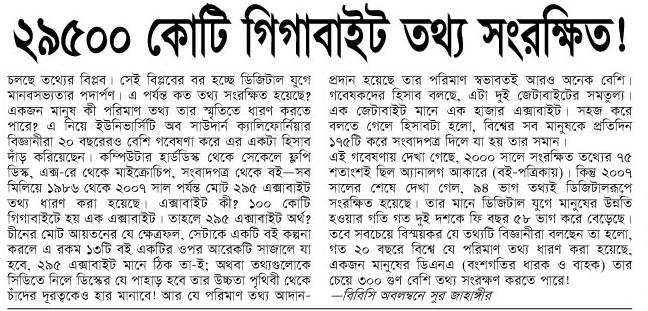 ২৯৫০০ কোটি গিগাবাইট তথ্য সংরক্ষিত!
চলছে তথ্যের বিপ্লব। সেই বিপ্লবের বর হচ্ছে ডিজিটাল যুগে
মানবসভ্যতার পদার্পণ। এ পর্যন্ত কত তথ্য সংরক্ষিত হয়েছে?
একজন মানুষ কী পরিমাণ তথ্য তার স্মৃতিতে ধারণ করতে
পারে? এ নিয়ে ইউনিভার্সিটি অব সাউদার্ন ক্যালিফোর্নিয়ার
বিজ্ঞানীরা ২০ বছরেরও বেশি গবেষণা করে এর একটা হিসাব
দাঁড় করিয়েছেন। কম্পিউটার হার্ডডিস্ক থেকে সেকেলে ফ্লপি
ডিস্ক, এক্স-রে থেকে মাইক্রোচিপ, সংবাদপত্র থেকে বই—সব
মিলিয়ে ১৯৮৬ থেকে ২০০৭ সাল পর্যন্ত মোট ২৯৫ এক্সাবাইট
তথ্য ধারণ করা হয়েছে। এক্সাবাইট কী? ১০০ কোটি
গিগাবাইটে হয় এক এক্সাবাইট। তাহলে ২৯৫ এক্সাবাইট অর্থ?
চীনের মোট আয়তনের যে ক্ষেত্রফল, সেটাকে একটি বই কল্পনা
করলে এ রকম ১৩টি বই একটির ওপর আরেকটি সাজালে যা
হবে, ২৯৫ এক্সাবাইট মানে ঠিক তা-ই; অথবা তথ্যগুলোকে
সিডিতে নিলে ডিস্কের যে পাহাড় হবে তার উচ্চতা পৃথিবী থেকে
চাঁদের দূরত্বকেও হার মানাবে! আর যে পরিমাণ তথ্য আদান-
প্রদান হয়েছে তার পরিমাণ স্বভাবতই আরও অনেক বেশি।
গবেষকদের হিসাব বলছে, এটা দুই জেটাবাইটের সমতুল্য।
এক জেটাবাইট মানে এক হাজার এক্সাবাইট। সহজ করে
বলতে গেলে হিসাবটা হলো, বিশ্বের সব মানুষকে প্রতিদিন
১৭৫টি করে সংবাদপত্র দিলে যা হয় তার সমান।
এই গবেষণায় দেখা গেছে, ২০০০ সালে সংরক্ষিত তথ্যের ৭৫
শতাংশই ছিল অ্যানালগ আকারে (বই-পত্রিকায়)। কিন্তু ২০০৭
সালের শেষে দেখা গেল, ৯৪ ভাগ তথ্যই ডিজিটালরূপে
সংরক্ষিত হয়েছে। তার মানে ডিজিটাল যুগে মানুষের উন্নতি
হওয়ার গতি গত দুই দশকে ফি বছর ৫৮ ভাগ করে বেড়েছে।
তবে সবচেয়ে বিস্ময়কর যে তথ্যটি বিজ্ঞানীরা বলছেন তা হলো,
গত ২০ বছরে বিশ্বে যে পরিমাণ তথ্য ধারণ করা হয়েছে,
একজন মানুষের ডিএনএ (বংশগতির ধারক ও বাহক) তার
চেয়ে ৩০০ গুণ বেশি তথ্য সংরক্ষণ করতে পারে!
—বিবিসি অবলম্বনে সুর জাহাঙ্গীর